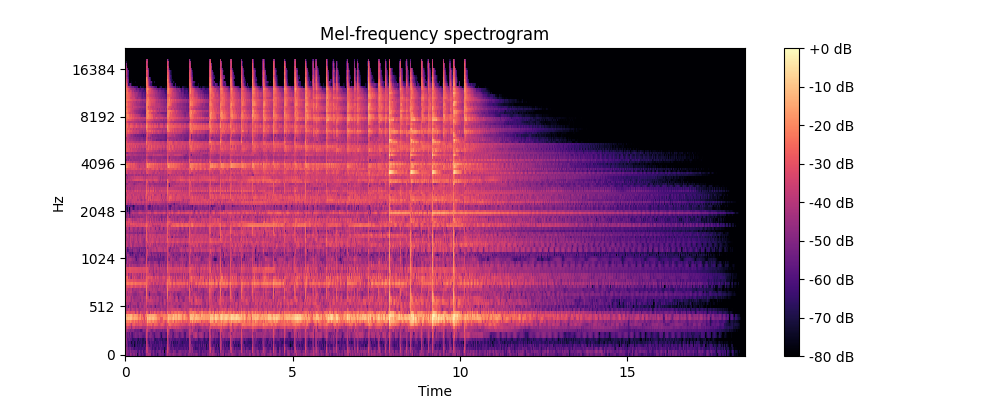 Mel-frequency spectrogram
16384
8192
4096
2048
1024
512
0
Hz
0
5
10
15
Time
+0 dB
-10 dB
-20 dB
-30 dB
-40 dB
-50 dB
-60 dB
-70 dB
-80 dB